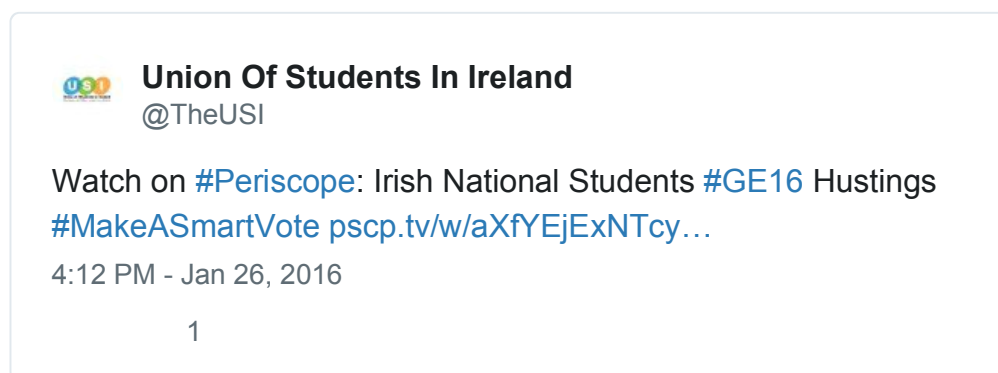 USI
Union Of Students In Ireland
@TheUSI
Watch on #Periscope: Irish National Students #GE16 Hustings
#MakeASmartVote pscp.tv/w/aXfYEjExNTcy…
4:12 PM - Jan 26, 2016
1